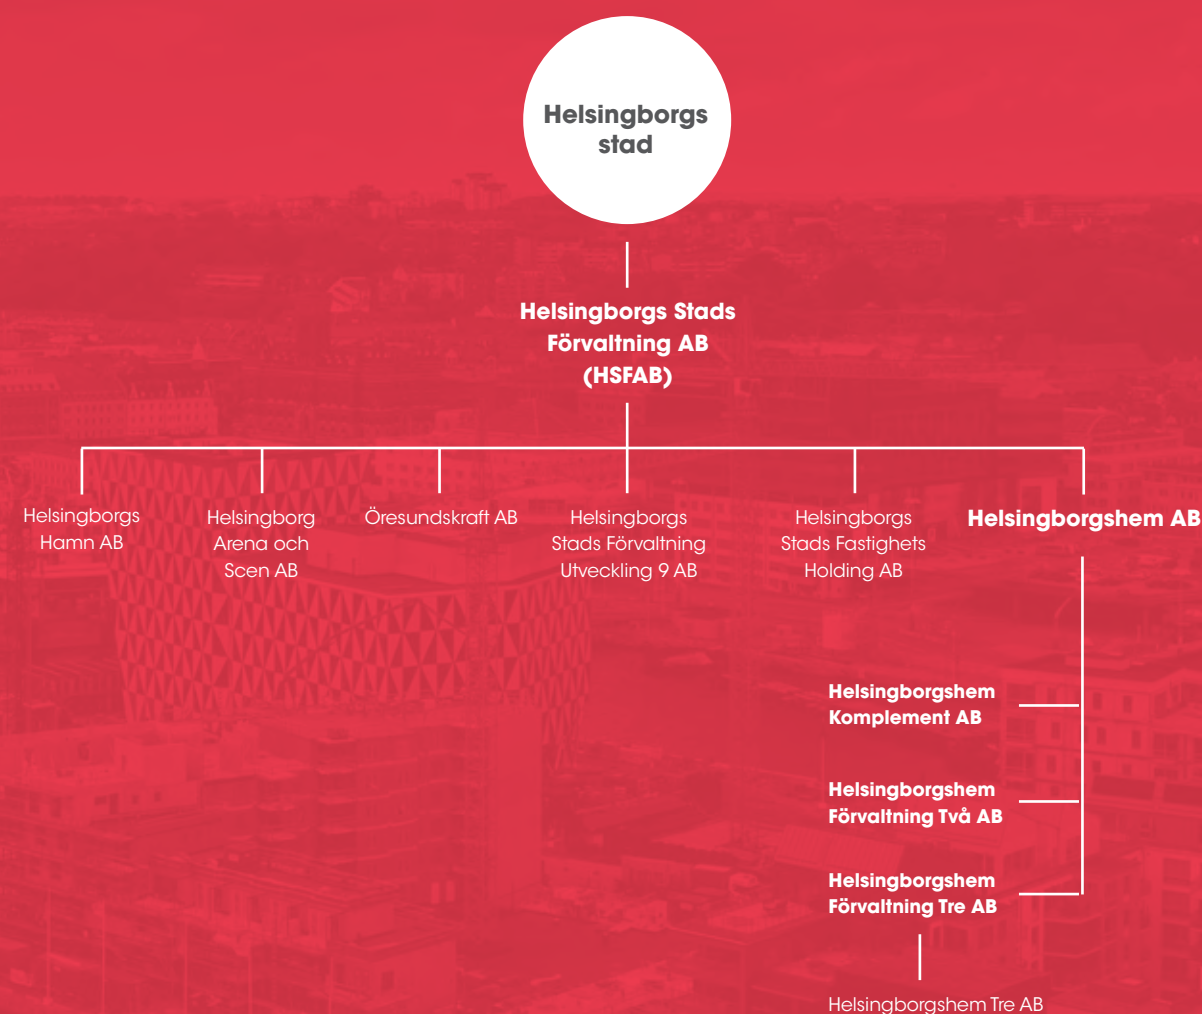 Helsingborgs
stad
Helsingborgs Stads
Förvaltning AB
(HSFAB)
Helsingborgs
Hamn AB
Helsingborg
Arena och
Scen AB
Öresundskraft AB
Helsingborgs
Stads Förvaltning
Utveckling 9 AB
Helsingborgs
Stads Fastighets
Holding AB
Helsingborgshem AB
Helsingborgshem
Komplement AB
Helsingborgshem
Förvaltning Två AB
Helsingborgshem
Förvaltning Tre AB
Helsingborgshem Tre AB